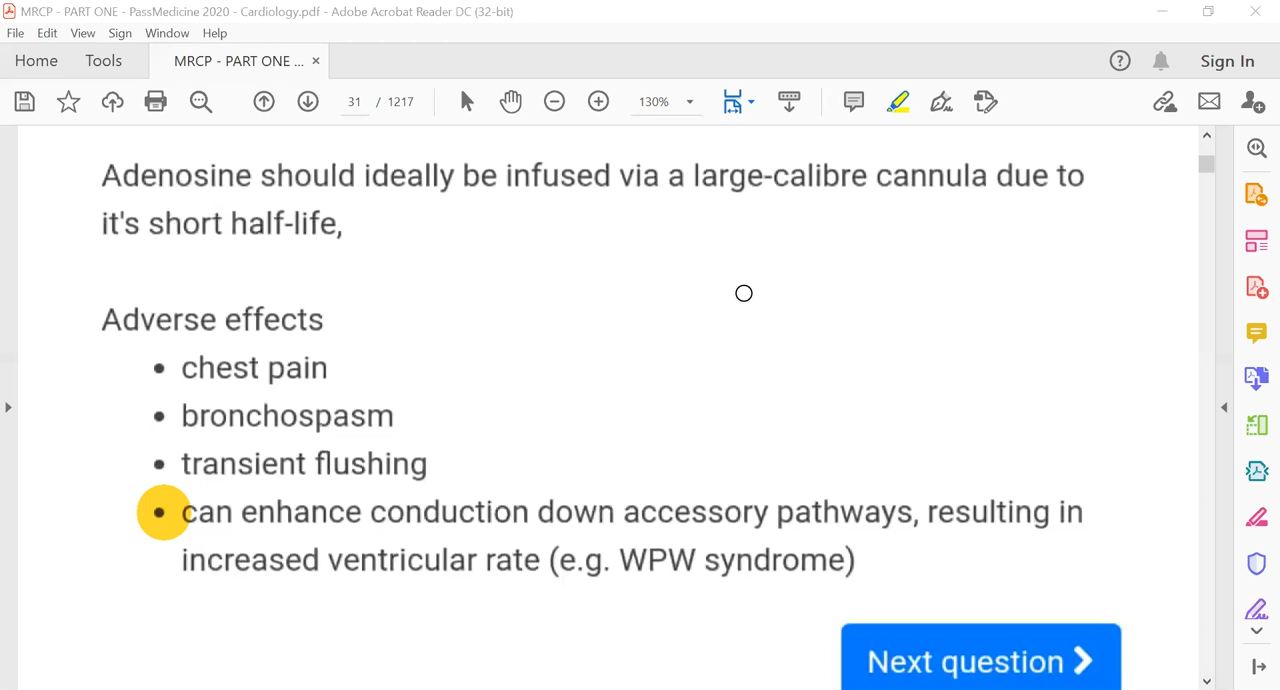 MRCP - PART ONE - PassMedicine 2020 - Cardiology.pdf - Adobe Acrobat Reader DC (32-bit)
File Edit View Sign Window Help
Home Tools MRCP - PART ONE ... × Sign In
31 / 1217 130%
Adenosine should ideally be infused via a large-calibre cannula due to
it's short half-life,
Adverse effects
• chest pain
• bronchospasm
• transient flushing
• can enhance conduction down accessory pathways, resulting in
increased ventricular rate (e.g. WPW syndrome)
Next question